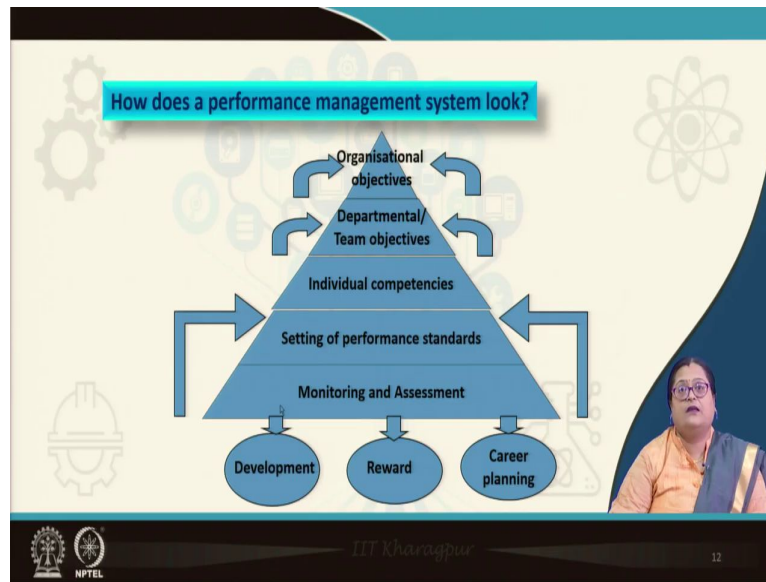 How does a performance management system look?
Organisational
objectives
Departmental/
Team objectives
Individual competencies
Setting of performance standards
Monitoring and Assessment
Development
Reward
Career
planning
NPTEL
IIT Kharagpur
12